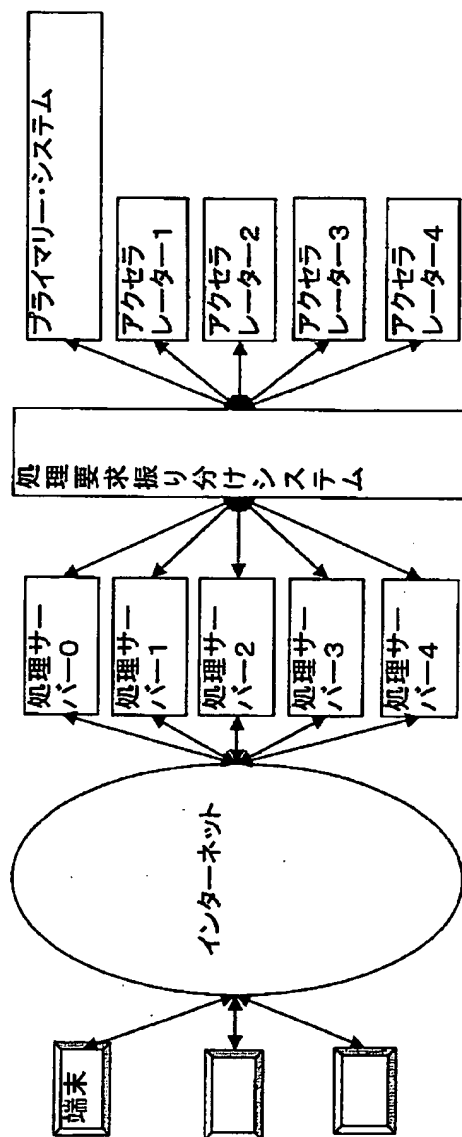 端末
インターネット
処理サー
バー0
処理サー
バー1
処理サー
バー2
処理サー
バー3
処理サー
バー4
処理要求振り分けシステム
プライマリー・システム
アクセラ
レーター1
アクセラ
レーター2
アクセラ
レーター3
アクセラ
レーター4